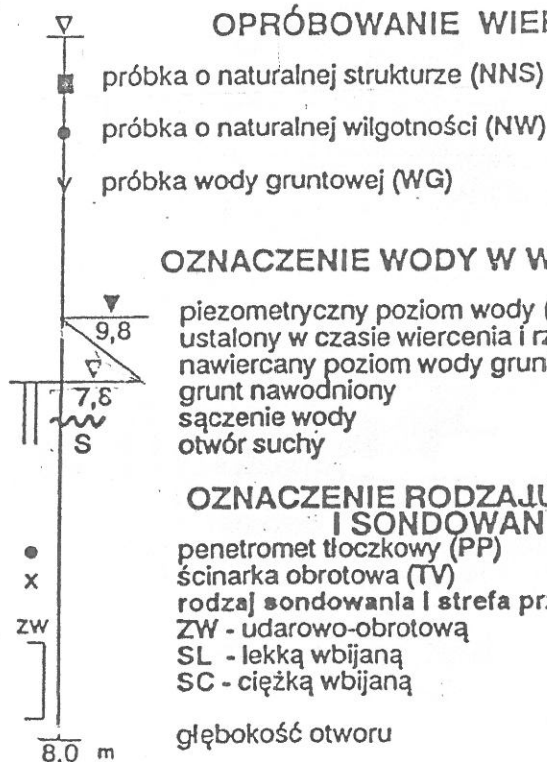 OPRÓBOWANIE WIE
próbka o naturalnej strukturze (NNS)
próbka o naturalnej wilgotności (NW)
próbka wody gruntowej (WG)
OZNACZENIE WODY W W
piezometryczny poziom wody (
9,8
ustalony w czasie wiercenia i rz
nawiercany poziom wody grun
grunt nawodniony
7,8
sączenie wody
S
otwór suchy
OZNACZENIE RODZAJU
I SONDOWAN
penetromet tłoczkowy (PP)
x ścinarka obrotowa (TV)
rodzaj sondowania i strefa prz
ZW ZW - udarowo-obrotową
SL - lekką wbijaną
SC - ciężką wbijaną
głębokość otworu
8,0 m